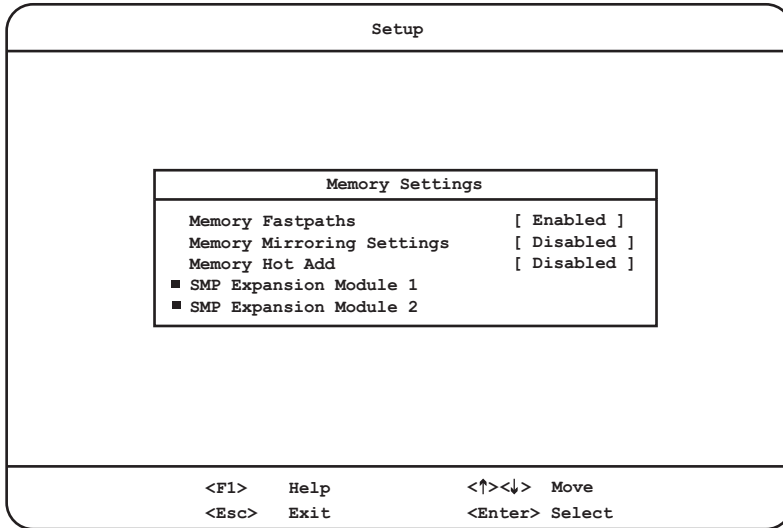 Setup
Memory Settings
Memory Fastpaths [ Enabled ]
Memory Mirroring Settings [ Disabled ]
Memory Hot Add [ Disabled ]
■ SMP Expansion Module 1
■ SMP Expansion Module 2
<F1> Help <↑><↓> Move
<Esc> Exit <Enter> Select